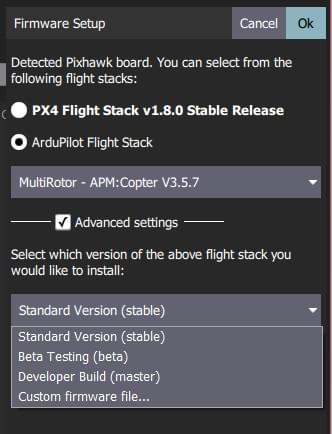 Firmware Setup
Cancel
Ok
Detected Pixhawk board. You can select from the
following flight stacks:
PX4 Flight Stack v1.8.0 Stable Release
ArduPilot Flight Stack
MultiRotor - APM:Copter V3.5.7
Advanced settings
Select which version of the above flight stack you
would like to install:
Standard Version (stable)
Standard Version (stable)
Beta Testing (beta)
Developer Build (master)
Custom firmware file...